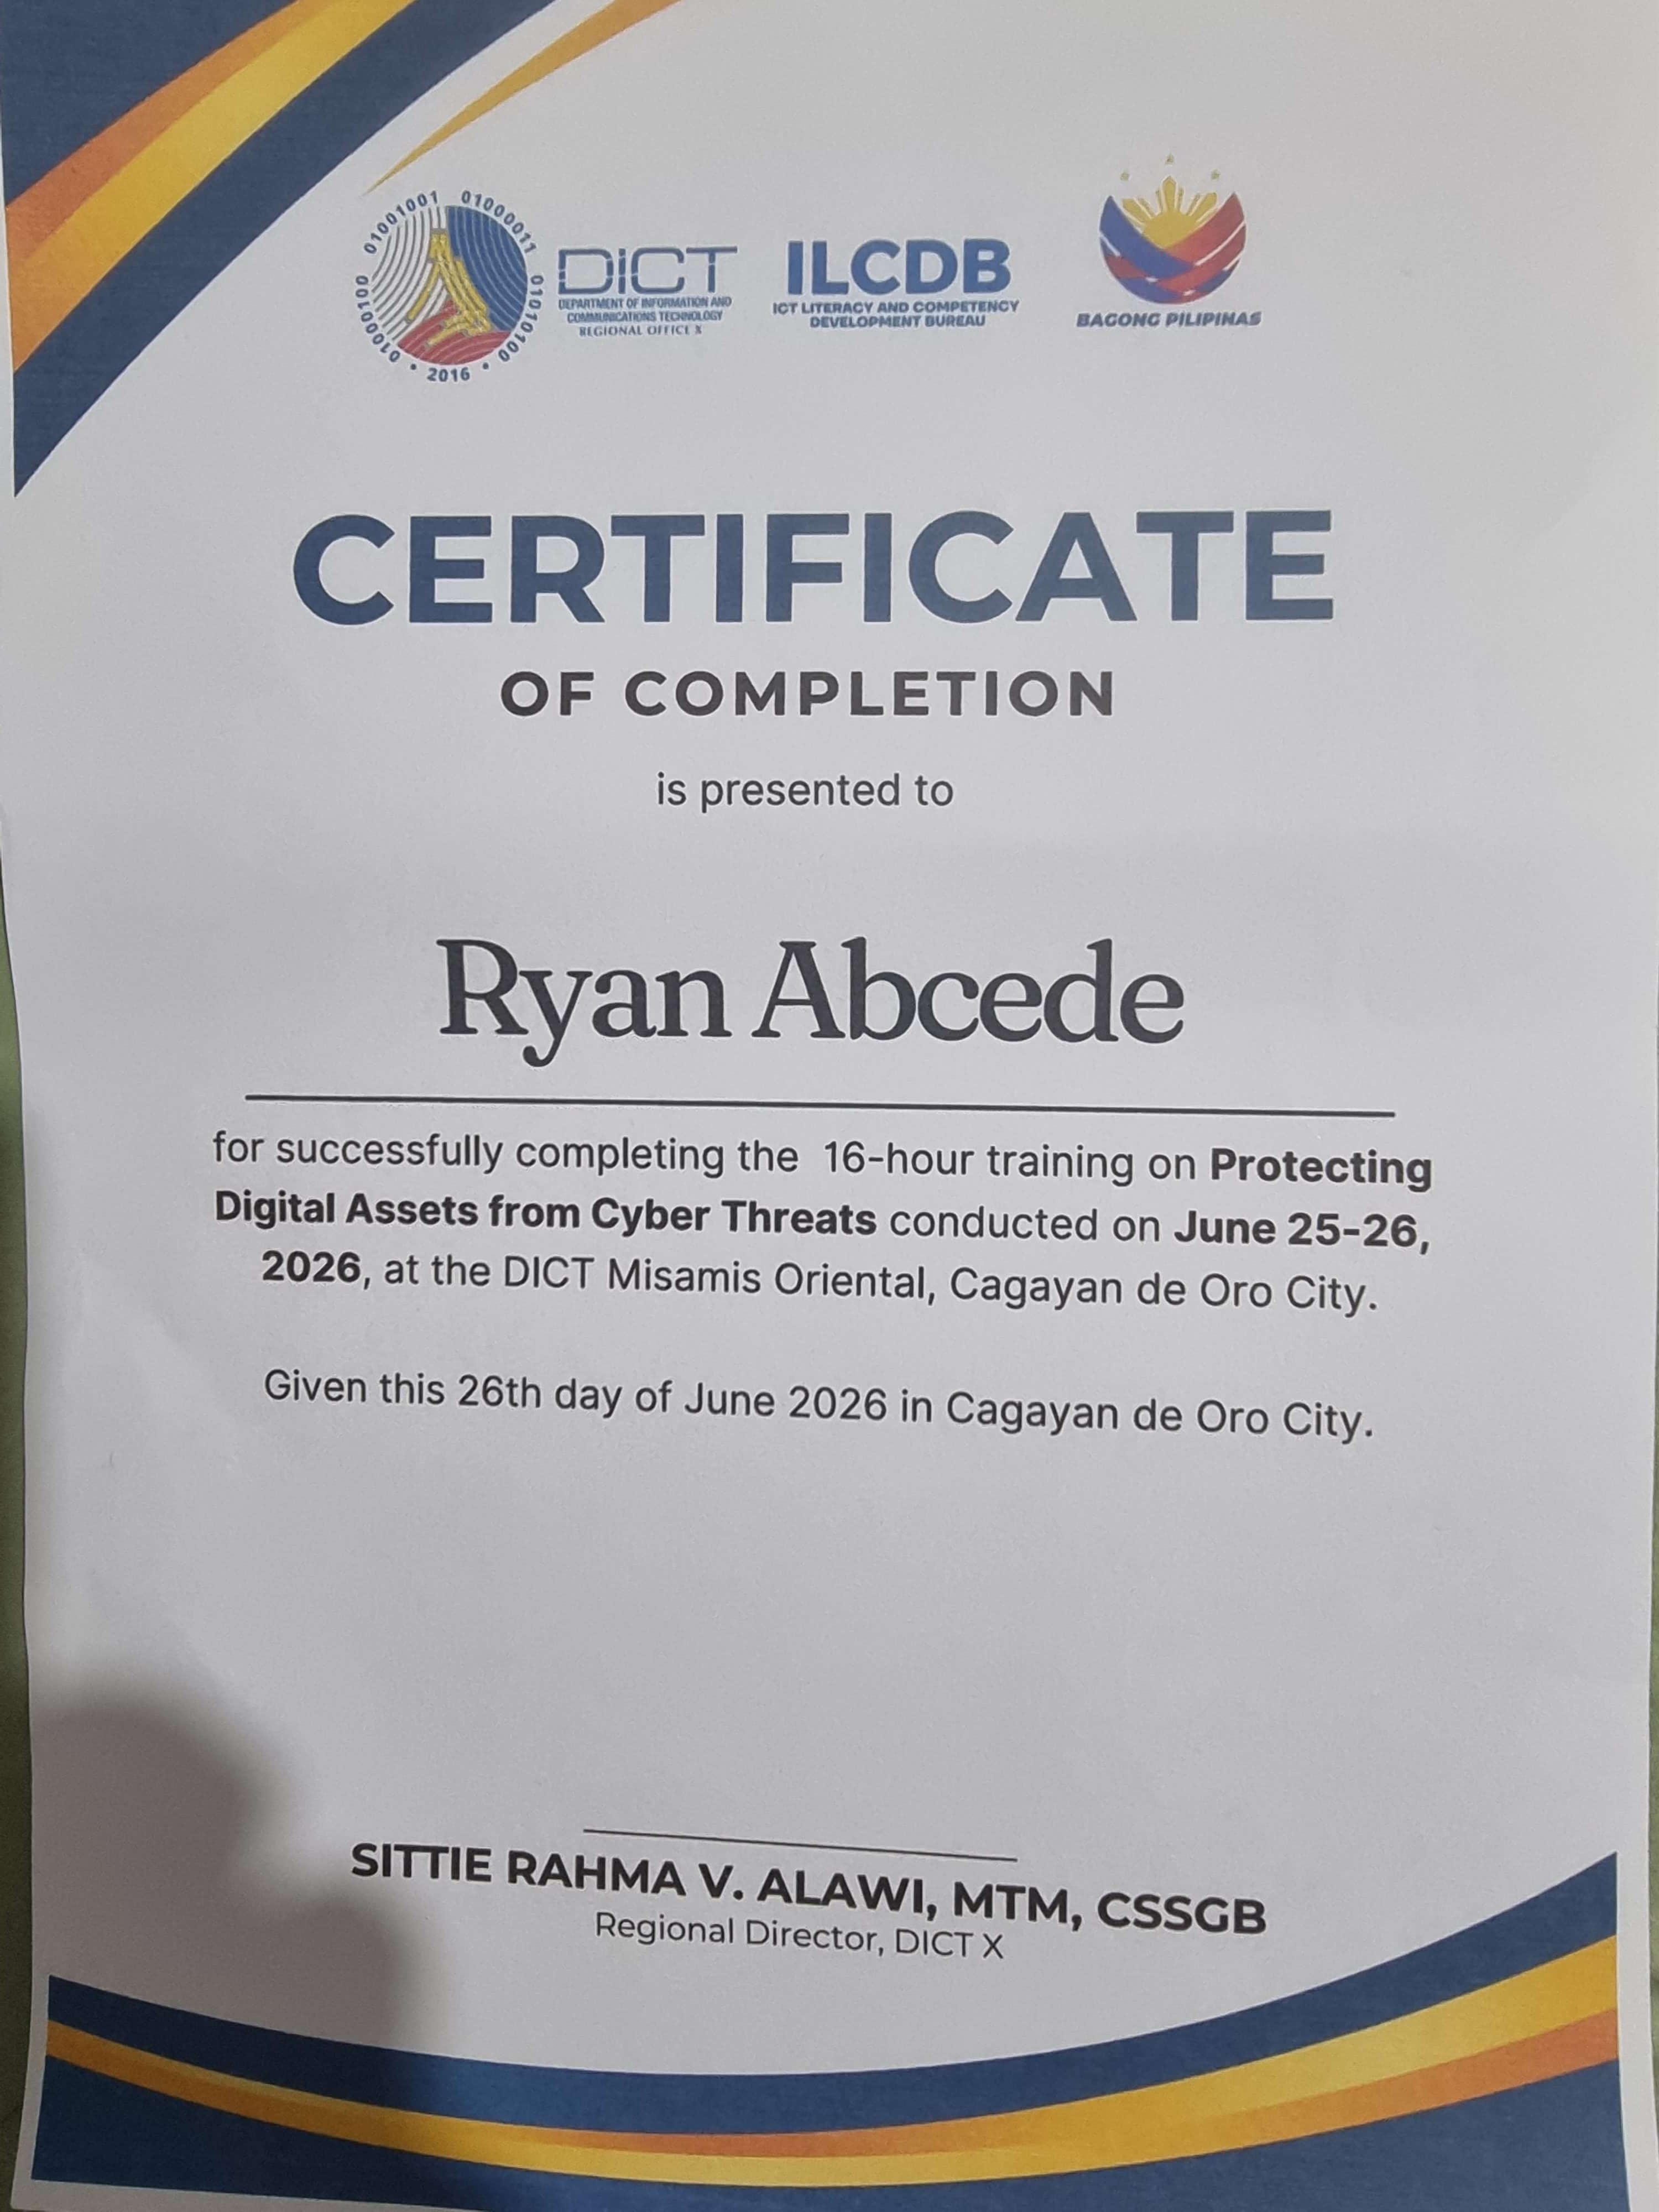 01001001 01000011 01010100 01000100 • 2016 •
DICT
DEPARTMENT OF INFORMATION AND
COMMUNICATIONS TECHNOLOGY
REGIONAL OFFICE X
ILCDB
ICT LITERACY AND COMPETENCY
DEVELOPMENT BUREAU
BAGONG PILIPINAS
CERTIFICATE
OF COMPLETION
is presented to
Ryan Abcede
for successfully completing the 16-hour training on Protecting
Digital Assets from Cyber Threats conducted on June 25-26,
2026, at the DICT Misamis Oriental, Cagayan de Oro City.
Given this 26th day of June 2026 in Cagayan de Oro City.
SITTIE RAHMA V. ALAWI, MTM, CSSGB
Regional Director, DICT X